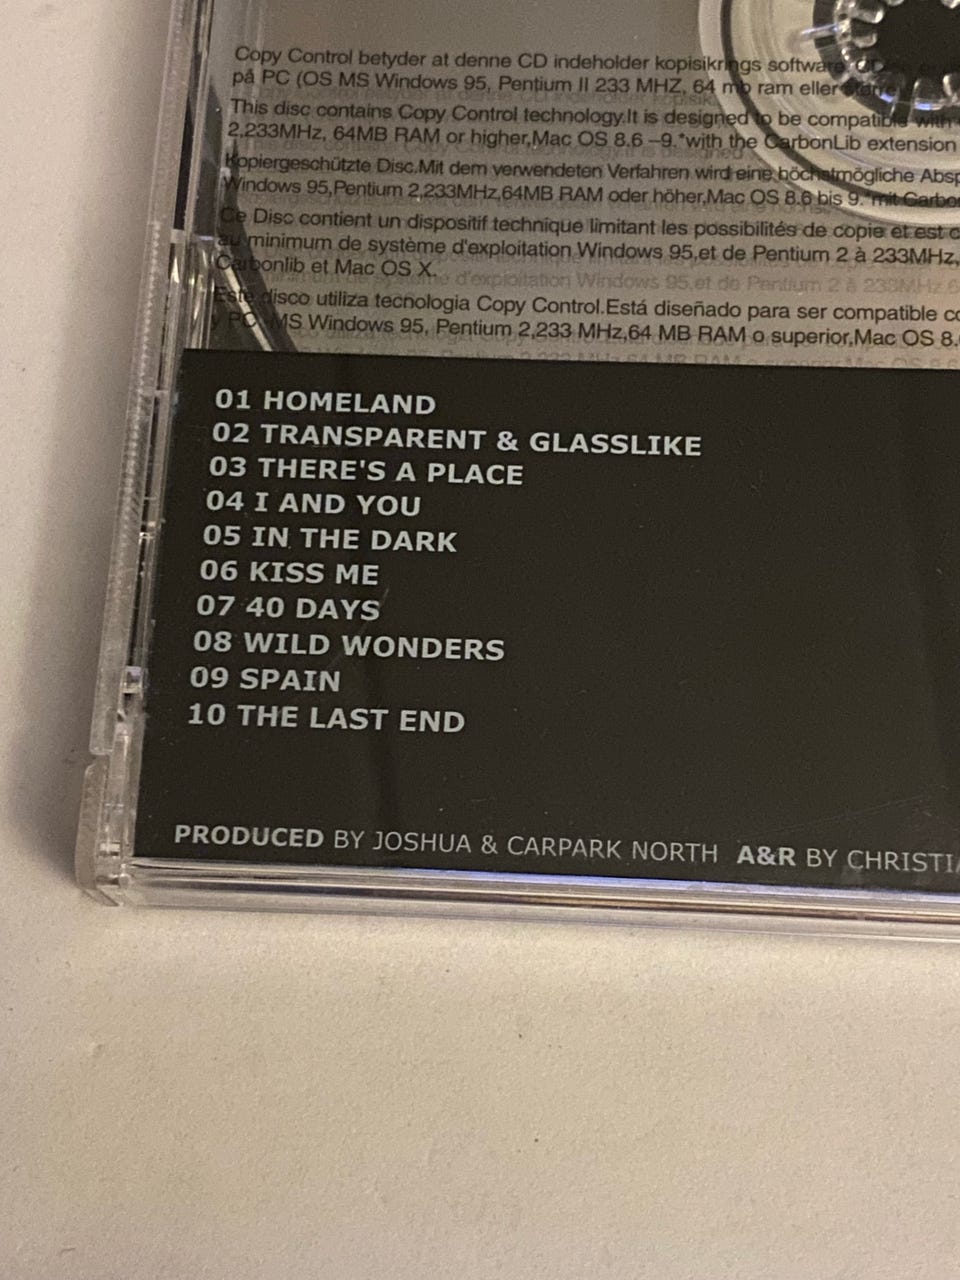 Copy Control betyder at denne CD indeholder kopisikrings software
på PC (OS MS Windows 95, Pentium II 233 MHZ, 64 mb ram eller større
This disc contains Copy Control technology.It is designed to be compatible with
2,233MHz, 64MB RAM or higher,Mac OS 8.6 –9.*with the CarbonLib extension
Kopiergeschützte Disc.Mit dem verwendeten Verfahren wird eine höchstmögliche
Windows 95,Pentium 2,233MHz,64MB RAM oder höher,Mac OS 8.6 bis 9.*mit
Ce Disc contient un dispositif technique limitant les possibilités de copie et est
au minimum de système d'exploitation Windows 95,et de Pentium 2 à 233MHz,
Carbonlib et Mac OS X.
Este disco utiliza tecnologia Copy Control.Está diseñado para ser compatible
y PC -MS Windows 95, Pentium 2,233 MHz,64 MB RAM o superior,Mac OS 8.
01 HOMELAND
02 TRANSPARENT & GLASSLIKE
03 THERE'S A PLACE
04 I AND YOU
05 IN THE DARK
06 KISS ME
07 40 DAYS
08 WILD WONDERS
09 SPAIN
10 THE LAST END
PRODUCED BY JOSHUA & CARPARK NORTH A&R BY